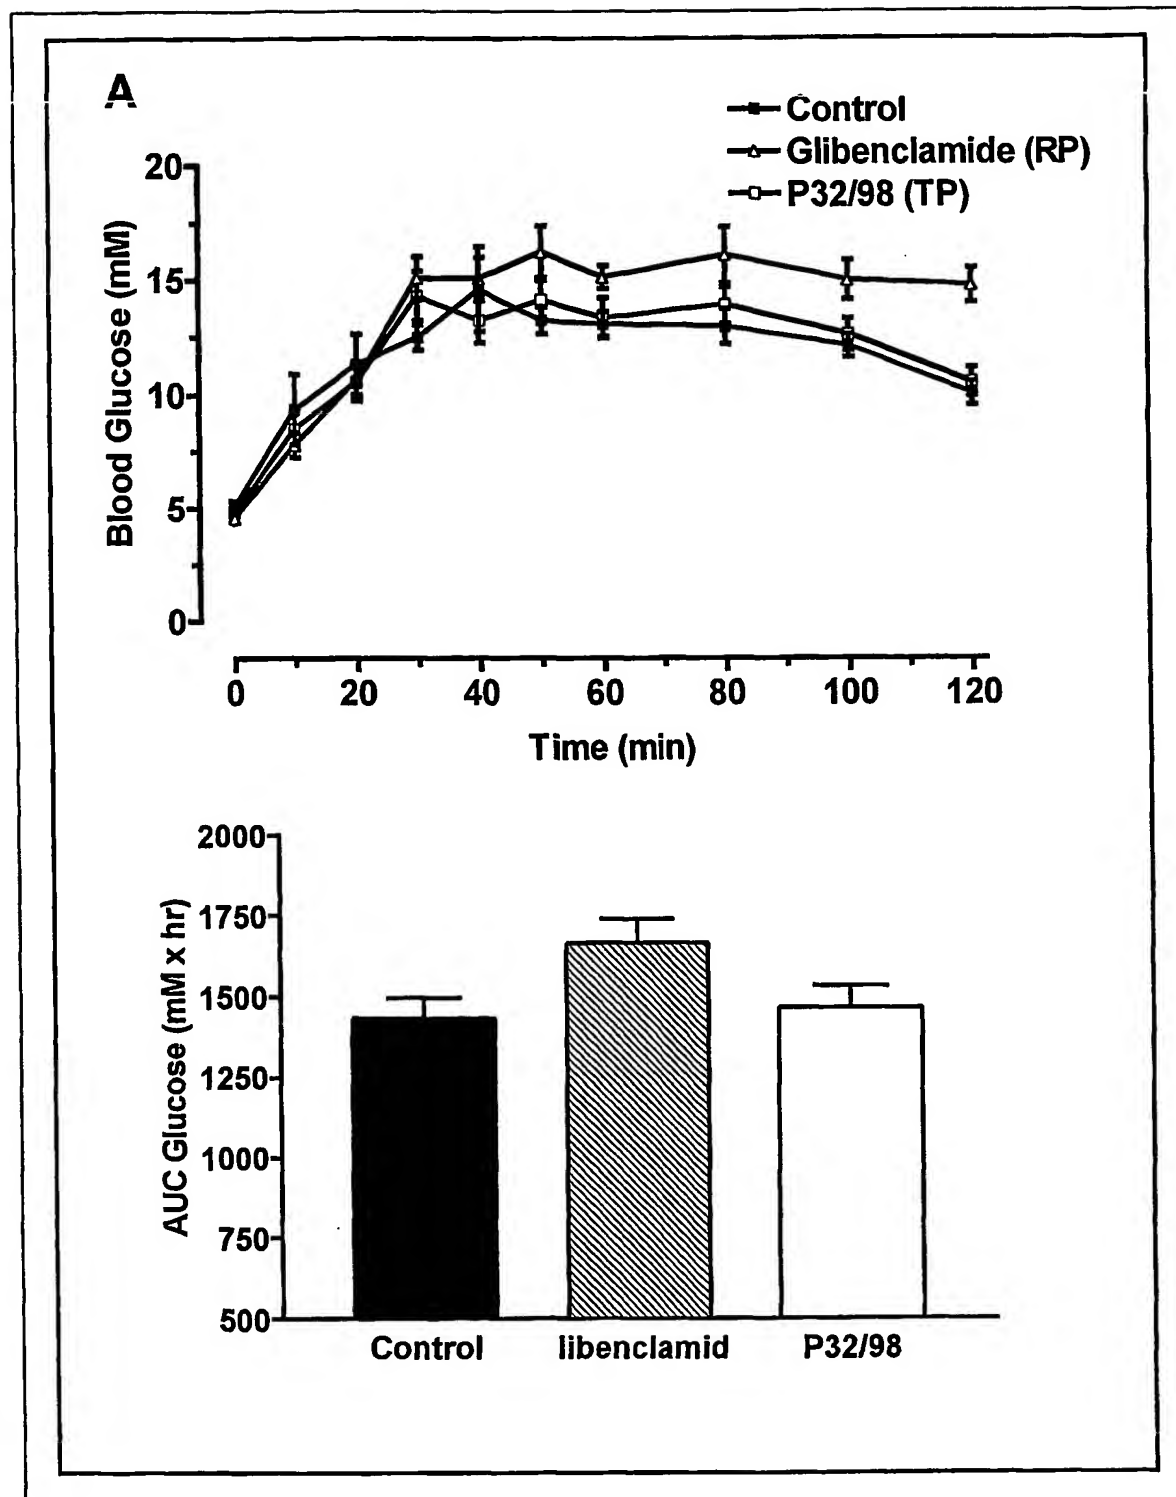 A
Control
Glibenclamide (RP)
P32/98 (TP)
20
15
10
5
0
Blood Glucose (mM)
0 20 40 60 80 100 120
Time (min)
2000
1750
1500
1250
1000
750
500
AUC Glucose (mM x hr)
Control libenclamid P32/98